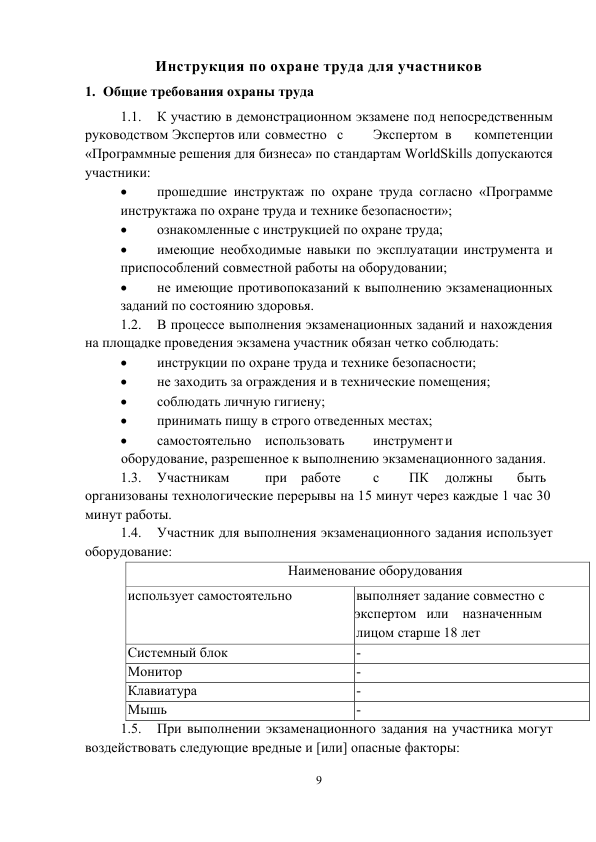 Инструкция по охране труда для участников
1. Общие требования охраны труда
1.1. К участию в демонстрационном экзамене под непосредственным
руководством Экспертов или совместно с Экспертом в компетенции
«Программные решения для бизнеса» по стандартам WorldSkills допускаются
участники:
• прошедшие инструктаж по охране труда согласно «Программе
инструктажа по охране труда и технике безопасности»;
• ознакомленные с инструкцией по охране труда;
• имеющие необходимые навыки по эксплуатации инструмента и
приспособлений совместной работы на оборудовании;
• не имеющие противопоказаний к выполнению экзаменационных
заданий по состоянию здоровья.
1.2. В процессе выполнения экзаменационных заданий и нахождения
на площадке проведения экзамена участник обязан четко соблюдать:
• инструкции по охране труда и технике безопасности;
• не заходить за ограждения и в технические помещения;
• соблюдать личную гигиену;
• принимать пищу в строго отведенных местах;
• самостоятельно использовать инструмент и
оборудование, разрешенное к выполнению экзаменационного задания.
1.3. Участникам при работе с ПК должны быть
организованы технологические перерывы на 15 минут через каждые 1 час 30
минут работы.
1.4. Участник для выполнения экзаменационного задания использует
оборудование:
Наименование оборудования
использует самостоятельно
выполняет задание совместно с
экспертом или назначенным
лицом старше 18 лет
Системный блок -
Монитор -
Клавиатура -
Мышь -
1.5. При выполнении экзаменационного задания на участника могут
воздействовать следующие вредные и [или] опасные факторы:
9